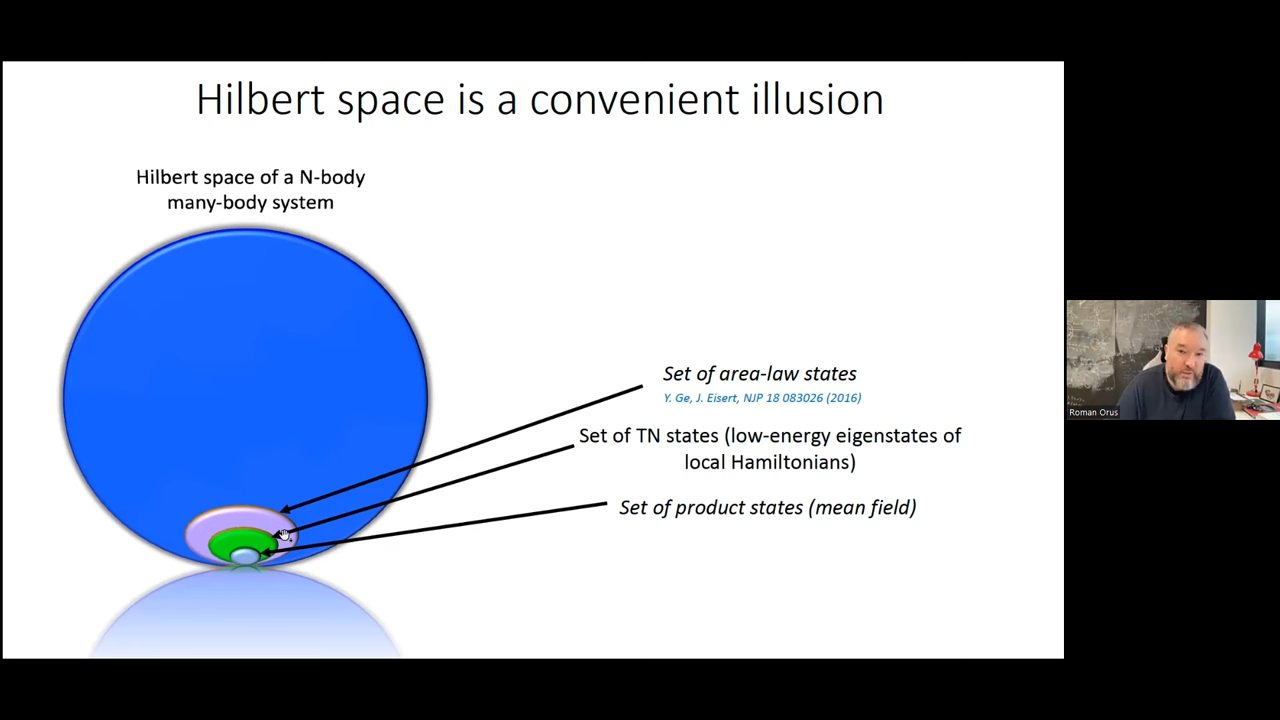 Hilbert space is a convenient illusion
Hilbert space of a N-body
many-body system
Set of area-law states
Y. Ge, J. Eisert, NJP 18 083026 (2016)
Set of TN states (low-energy eigenstates of
local Hamiltonians)
Set of product states (mean field)
Roman Orus